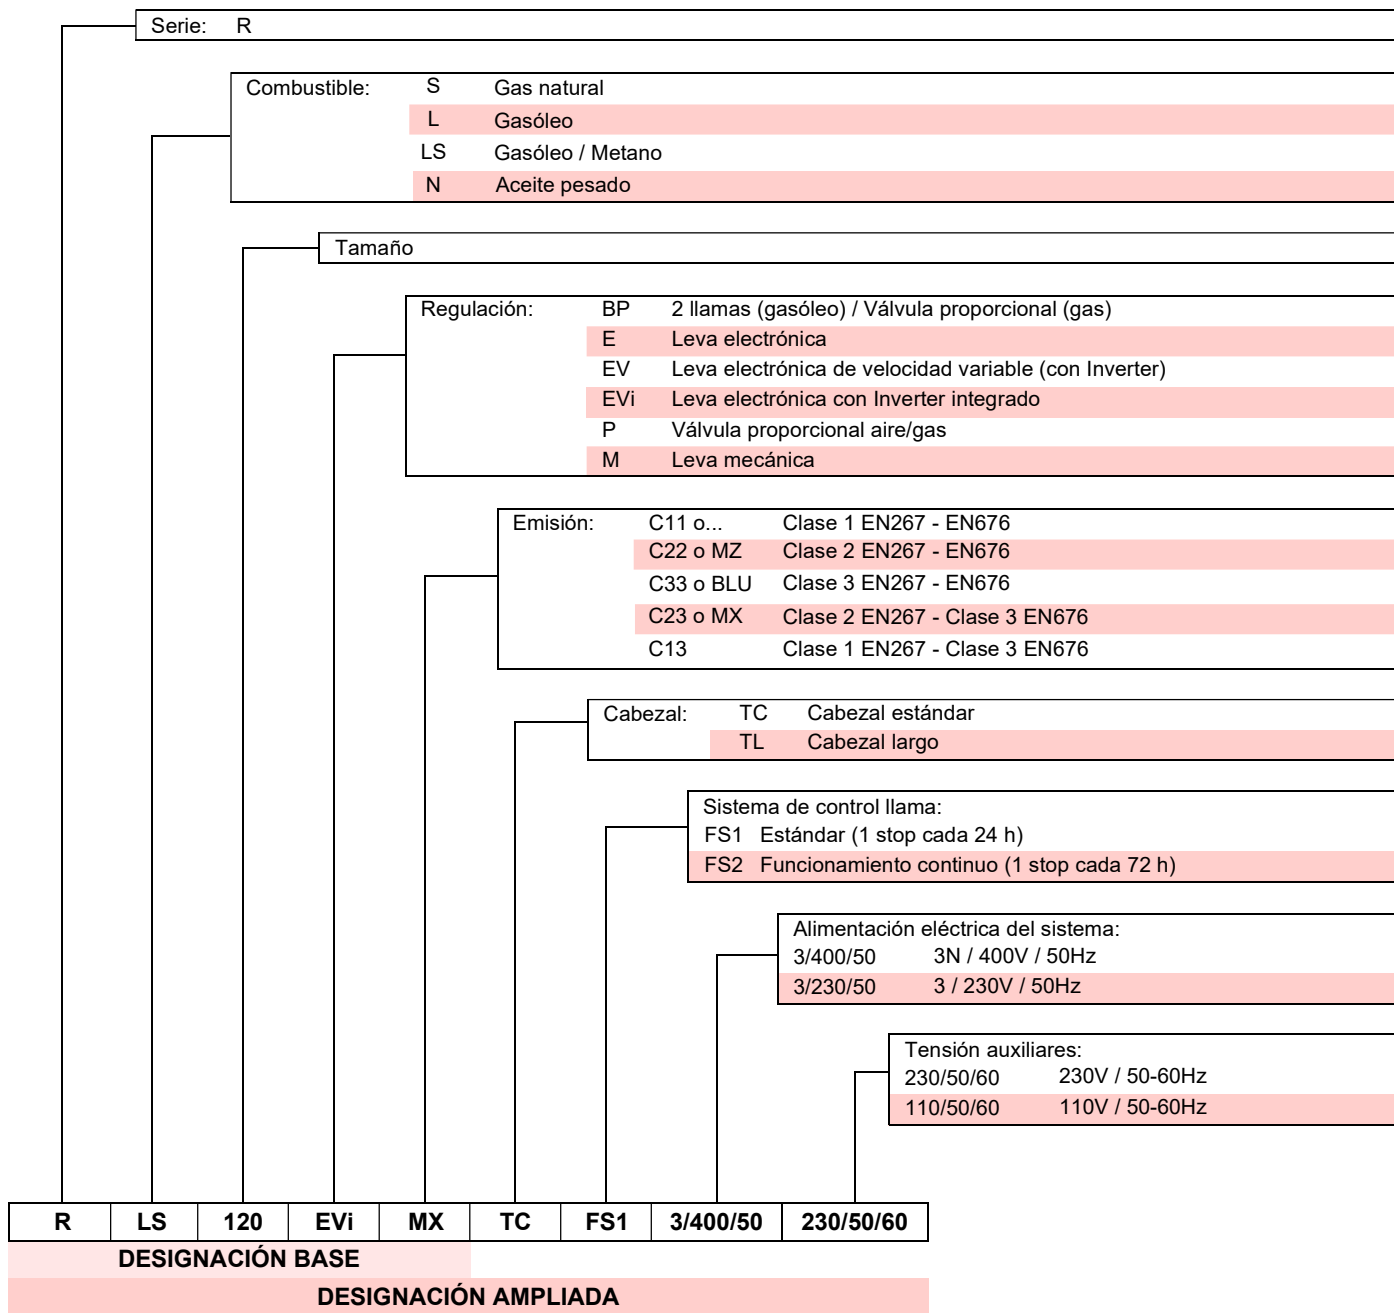 Serie: R
Combustible: S Gas natural
L Gasóleo
LS Gasóleo / Metano
N Aceite pesado
Tamaño
Regulación: BP 2 llamas (gasóleo) / Válvula proporcional (gas)
E Leva electrónica
EV Leva electrónica de velocidad variable (con Inverter)
EVi Leva electrónica con Inverter integrado
P Válvula proporcional aire/gas
M Leva mecánica
Emisión: C11 o... Clase 1 EN267 - EN676
C22 o MZ Clase 2 EN267 - EN676
C33 o BLU Clase 3 EN267 - EN676
C23 o MX Clase 2 EN267 - Clase 3 EN676
C13 Clase 1 EN267 - Clase 3 EN676
Cabezal: TC Cabezal estándar
TL Cabezal largo
Sistema de control llama:
FS1 Estándar (1 stop cada 24 h)
FS2 Funcionamiento continuo (1 stop cada 72 h)
Alimentación eléctrica del sistema:
3/400/50 3N / 400V / 50Hz
3/230/50 3 / 230V / 50Hz
Tensión auxiliares:
230/50/60 230V / 50-60Hz
110/50/60 110V / 50-60Hz
R LS 120 EVi MX TC FS1 3/400/50 230/50/60
DESIGNACIÓN BASE
DESIGNACIÓN AMPLIADA